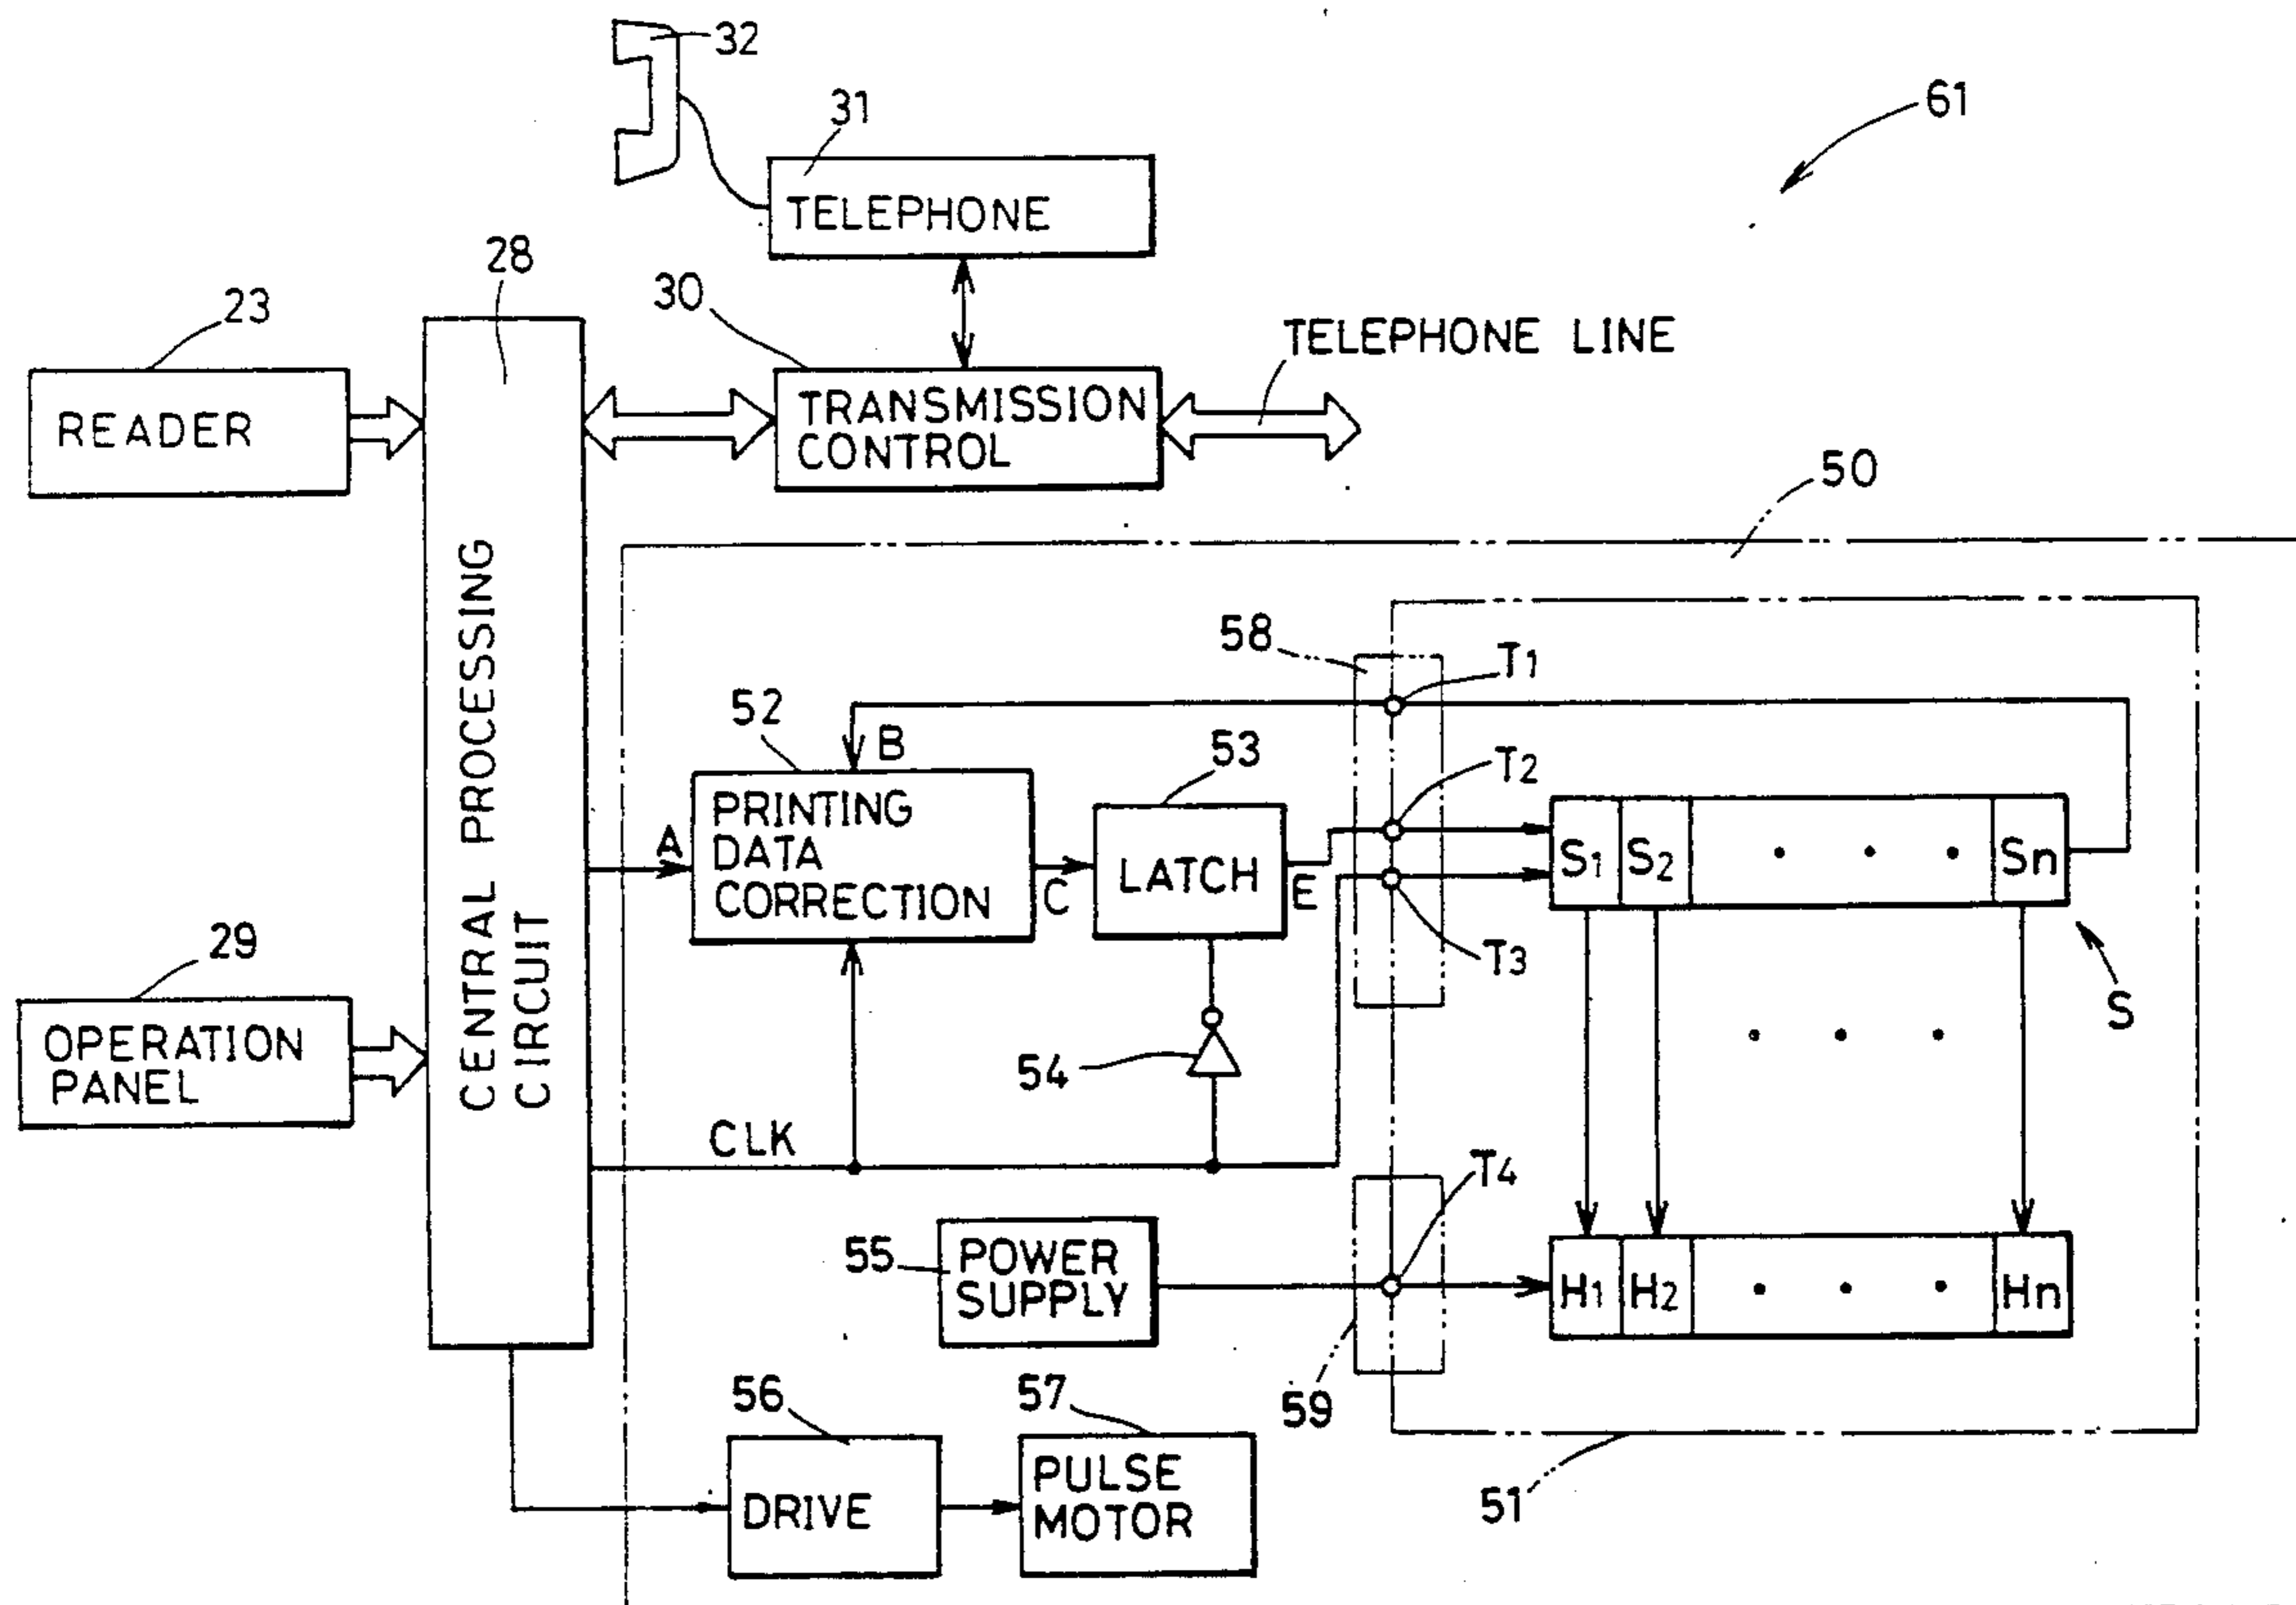 32
61
31
TELEPHONE
28
30
23
TELEPHONE LINE
READER
TRANSMISSION
CONTROL
50
CENTRAL PROCESSING
CIRCUIT
58
T1
52
B
53
T2
PRINTING
DATA
CORRECTION
A
C
LATCH
E
S1
S2
Sn
T3
S
29
OPERATION
PANEL
54
CLK
T4
55
POWER
SUPPLY
H1
H2
Hn
59
56
57
DRIVE
PULSE
MOTOR
51